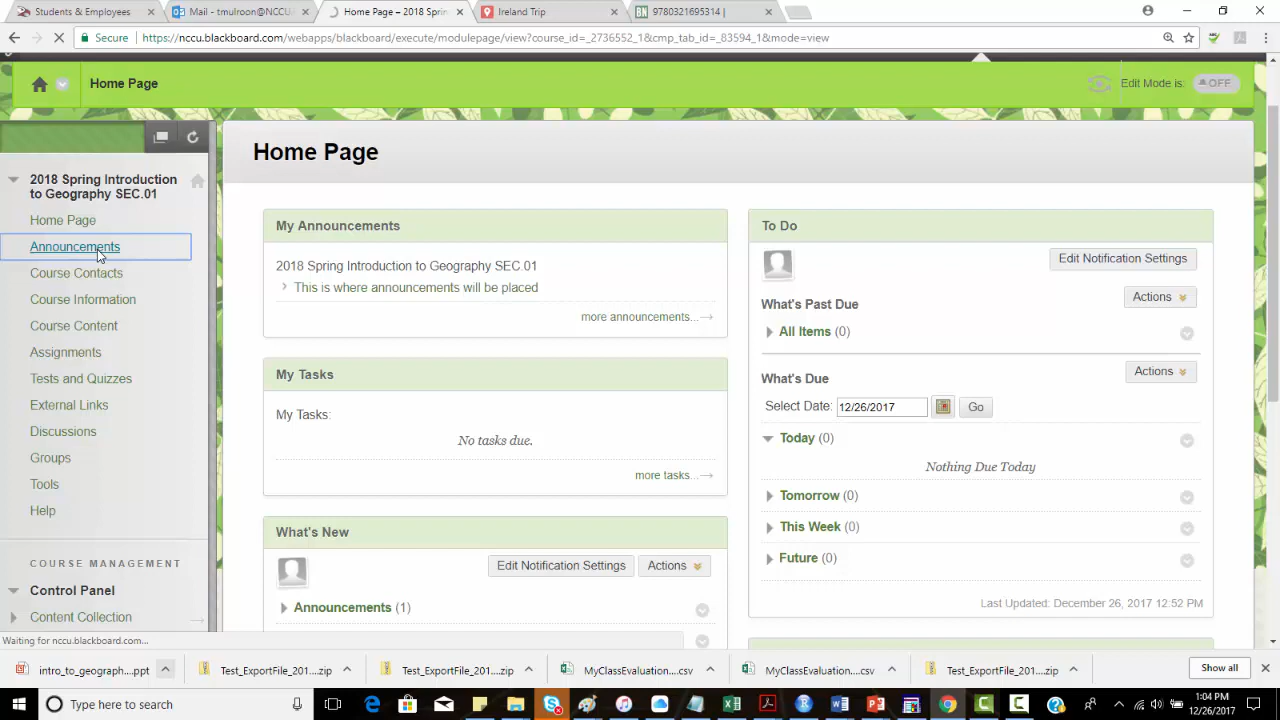 Students & Employees
Mail - tmulroon@NCCU
Home Page – 2018 Sprin
Ireland Trip
9780321695314 |
Secure
https://nccu.blackboard.com/webapps/blackboard/execute/modulepage/view?course_id=_2736552_1&cmp_tab_id=_83594_1&mode=view
Home Page
Edit Mode is:
OFF
2018 Spring Introduction
to Geography SEC.01
Home Page
Announcements
Course Contacts
Course Information
Course Content
Assignments
Tests and Quizzes
External Links
Discussions
Groups
Tools
Help
COURSE MANAGEMENT
Control Panel
Content Collection
Home Page
My Announcements
2018 Spring Introduction to Geography SEC.01
This is where announcements will be placed
more announcements...
My Tasks
My Tasks:
No tasks due.
more tasks...
What's New
Edit Notification Settings
Actions
Announcements (1)
To Do
Edit Notification Settings
Actions
What's Past Due
All Items (0)
Actions
What's Due
Select Date: 12/26/2017 Go
Today (0)
Nothing Due Today
Tomorrow (0)
This Week (0)
Future (0)
Last Updated: December 26, 2017 12:52 PM
Waiting for nccu.blackboard.com...
intro_to_geograph....ppt
Test_ExportFile_201....zip
Test_ExportFile_201....zip
MyClassEvaluation....csv
MyClassEvaluation....csv
Test_ExportFile_201....zip
Show all
Type here to search
1:04 PM
12/26/2017